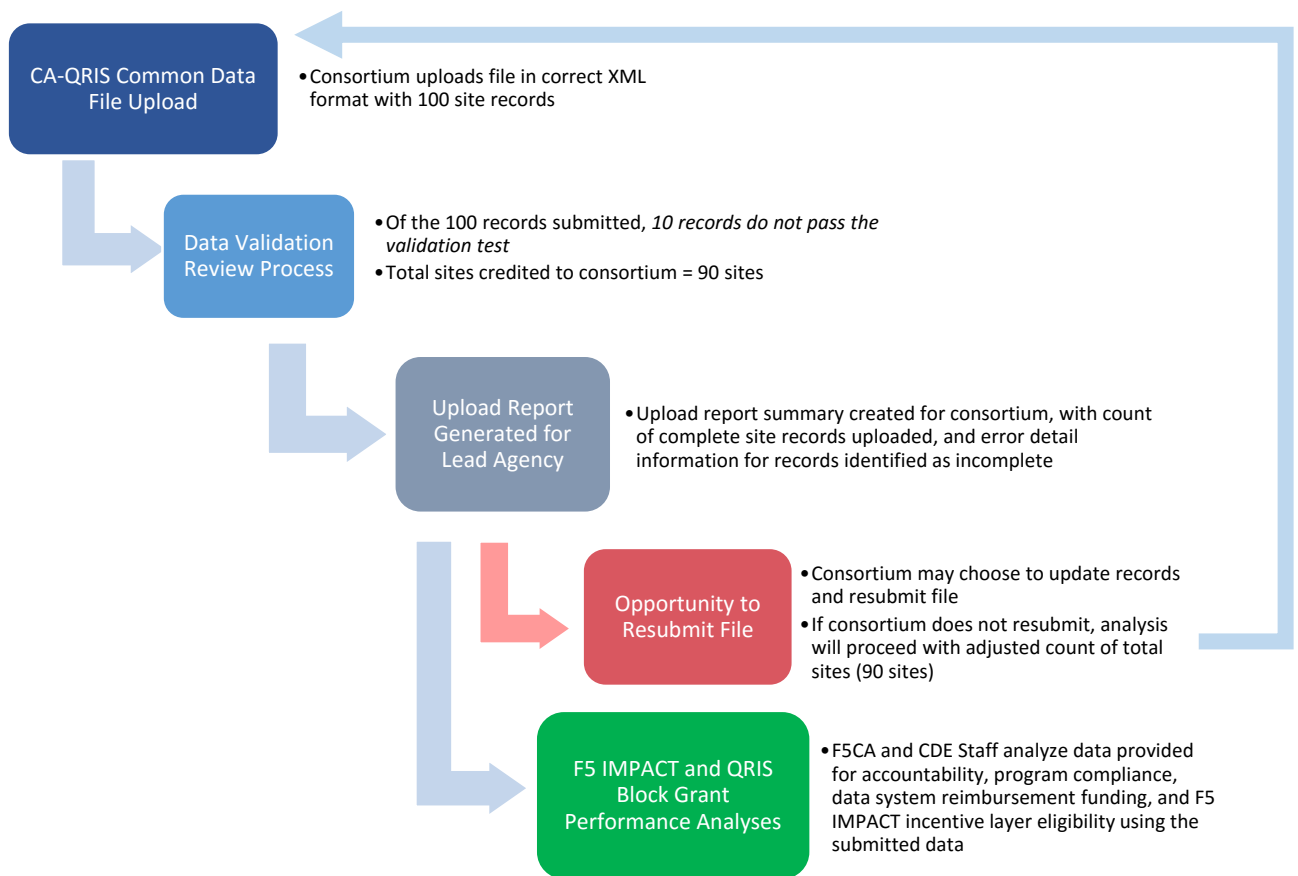 CA-QRIS Common Data
File Upload
•Consortium uploads file in correct XML
format with 100 site records
Data Validation
Review Process
•Of the 100 records submitted, 10 records do not pass the
validation test
•Total sites credited to consortium = 90 sites
Upload Report
Generated for
Lead Agency
•Upload report summary created for consortium, with count
of complete site records uploaded, and error detail
information for records identified as incomplete
Opportunity to
Resubmit File
•Consortium may choose to update records
and resubmit file
•If consortium does not resubmit, analysis
will proceed with adjusted count of total
sites (90 sites)
F5 IMPACT and QRIS
Block Grant
Performance Analyses
•F5CA and CDE Staff analyze data provided
for accountability, program compliance,
data system reimbursement funding, and F5
IMPACT incentive layer eligibility using the
submitted data